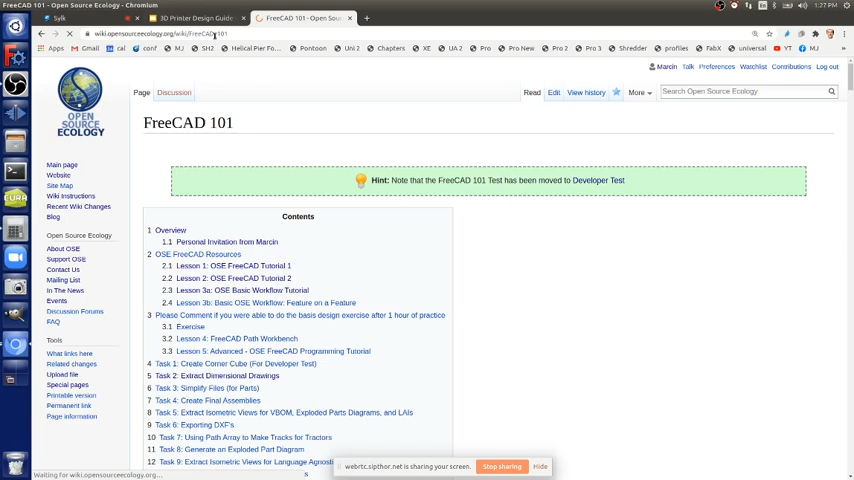 FreeCAD 101 - Open Source Ecology - Chromium
1:27 PM
Sylk
3D Printer Design Guide
FreeCAD 101 - Open Sour
wiki.opensourceecology.org/wiki/FreeCAD_101
Apps Gmail cal conf MJ SH2 Helical Pier Fo... Pontoon Uni 2 Chapters XE UA 2 Pro Pro New Pro 2 Pro 3 Shredder profiles FabX universal YT MJ
Marcin Talk Preferences Watchlist Contributions Log out
Page Discussion Read Edit View history More
Search Open Source Ecology
OPEN
SOURCE
ECOLOGY
FreeCAD 101
Hint: Note that the FreeCAD 101 Test has been moved to Developer Test
Main page
Website
Site Map
Wiki Instructions
Recent Wiki Changes
Blog
Open Source Ecology
About OSE
Support OSE
Contact Us
Mailing List
In The News
Events
Discussion Forums
FAQ
Tools
What links here
Related changes
Upload file
Special pages
Printable version
Permanent link
Page information
Contents
1 Overview
1.1 Personal Invitation from Marcin
2 OSE FreeCAD Resources
2.1 Lesson 1: OSE FreeCAD Tutorial 1
2.2 Lesson 2: OSE FreeCAD Tutorial 2
2.3 Lesson 3a: OSE Basic Workflow Tutorial
2.4 Lesson 3b: Basic OSE Workflow: Feature on a Feature
3 Please Comment if you were able to do the basis design exercise after 1 hour of practice
3.1 Exercise
3.2 Lesson 4: FreeCAD Path Workbench
3.3 Lesson 5: Advanced - OSE FreeCAD Programming Tutorial
4 Task 1: Create Corner Cube (For Developer Test)
5 Task 2: Extract Dimensional Drawings
6 Task 3: Simplify Files (for Parts)
7 Task 4: Create Final Assemblies
8 Task 5: Extract Isometric Views for VBOM, Exploded Parts Diagrams, and LAIs
9 Task 6: Exporting DXF's
10 Task 7: Using Path Array to Make Tracks for Tractors
11 Task 8: Generate an Exploded Part Diagram
12 Task 9: Extract Isometric Views for Language Agnosti
webrtc.sipthor.net is sharing your screen. Stop sharing Hide
Waiting for wiki.opensourceecology.org...
CURA